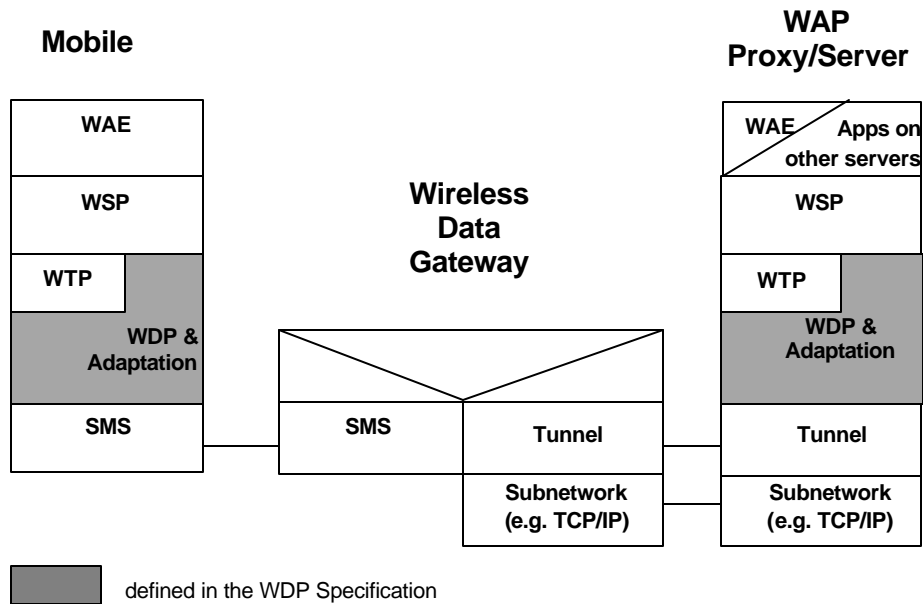 Mobile
WAP
Proxy/Server
WAE
WSP
WTP
WDP &
Adaptation
SMS
Wireless
Data
Gateway
SMS
Tunnel
Subnetwork
(e.g. TCP/IP)
WAE
Apps on
other servers
WSP
WTP
WDP &
Adaptation
Tunnel
Subnetwork
(e.g. TCP/IP)
defined in the WDP Specification